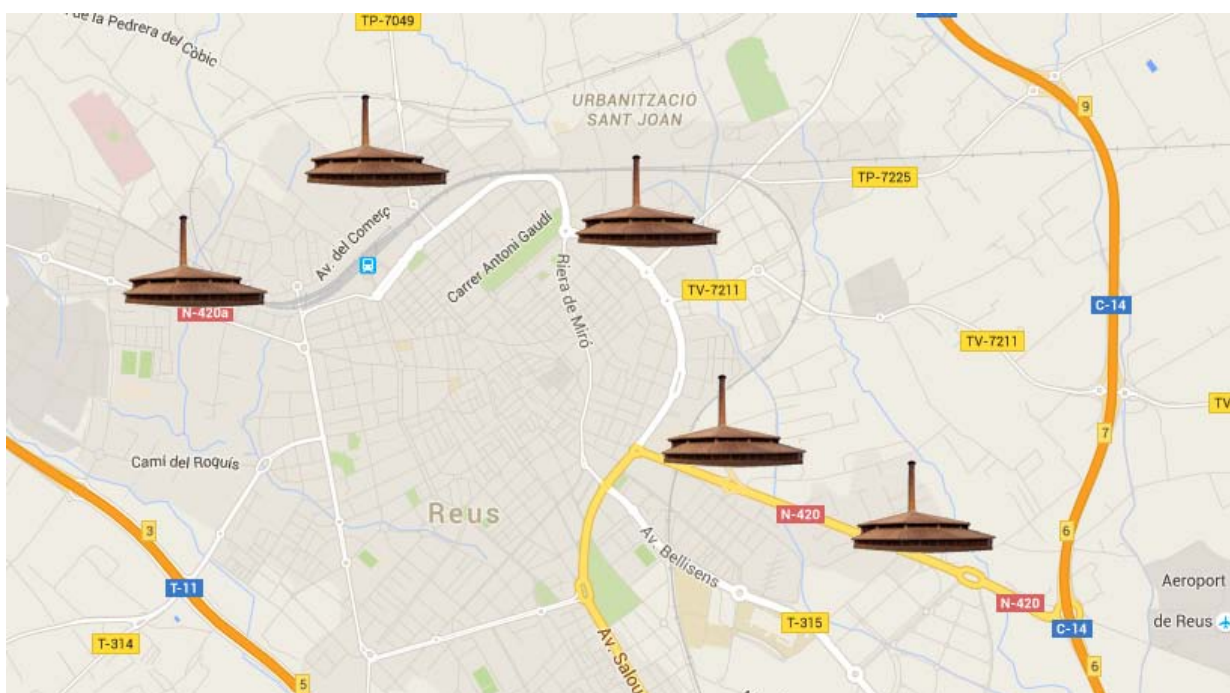 de la Pedrera del Còbic
TP-7049
9
URBANITZACIÓ
SANT JOAN
TP-7225
Av. del Comerç
Carrer Antoni Gaudí
Riera de Miró
TV-7211
N-420a
C-14
TV-7211
TV
7
Camí del Roquís
Reus
N-420
3
6
Av. Bellisens
T-11
Aeroport
de Reus
N-420
T-315
C-14
T-314
Av. Salou
6
5